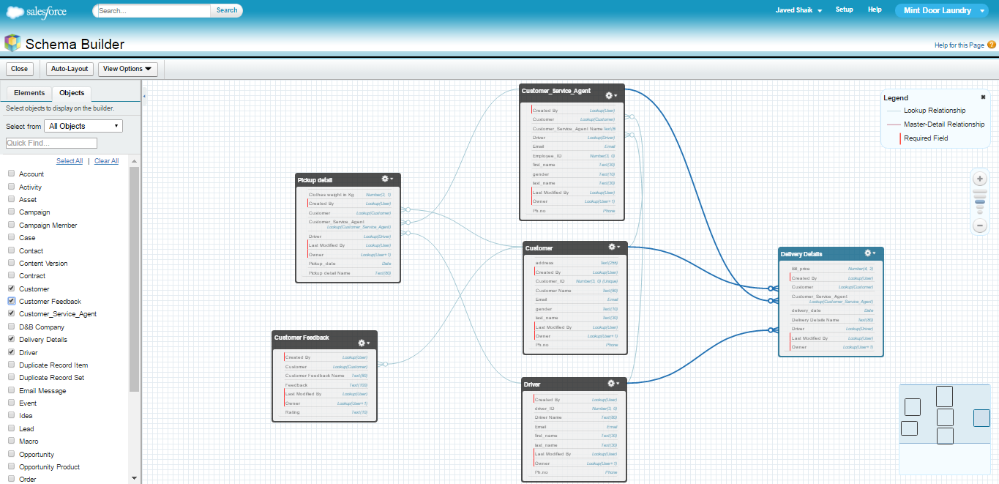 salesforce
Search...
Search
Javed Shaik
Setup
Help
Mint Door Laundry
Schema Builder
Help for this Page
Close
Auto-Layout
View Options
Elements
Objects
Select objects to display on the builder.
Select from
All Objects
Quick Find...
Select All | Clear All
Account
Activity
Asset
Campaign
Campaign Member
Case
Contact
Content Version
Contract
Customer
Customer Feedback
Customer_Service_Agent
D&B Company
Delivery Details
Driver
Duplicate Record Item
Duplicate Record Set
Email Message
Event
Idea
Lead
Macro
Opportunity
Opportunity Product
Order
Pickup detail
Clothes weight in Kg
Created By Lookup(User)
Customer Lookup(Customer)
Customer_Service_Agent
Lookup(Customer_Service_Agent)
Driver Lookup(Driver)
Last Modified By Lookup(User)
Owner Lookup(User+1)
Pickup_date Date
Pickup detail Name Text(80)
Customer Feedback
Created By Lookup(User)
Customer Lookup(Customer)
Customer Feedback Name Text(80)
Feedback Text(100)
Last Modified By Lookup(User)
Owner Lookup(User+1)
Rating Text(10)
Customer_Service_Agent
Created By Lookup(User)
Customer Lookup(Customer)
Customer_Service_Agent Name Text(8
Driver Lookup(Driver)
Email Email
Employee_ID Number(3, 0)
first_name Text(30)
gender Text(10)
last_name Text(30)
Last Modified By Lookup(User)
Owner Lookup(User+1)
Ph.no Phone
Customer
address Text(255)
Created By Lookup(User)
Customer_ID Number(3, 0) (Unique)
Customer Name Text(80)
Email Email
gender Text(10)
last_name Text(30)
Last Modified By Lookup(User)
Owner Lookup(User+1)
Ph.no Phone
Driver
Created By Lookup(User)
driver_ID Number(3, 0)
Driver Name Text(80)
Email Email
first_name Text(30)
last_name Text(30)
Last Modified By Lookup(User)
Owner Lookup(User+1)
Ph.no Phone
Delivery Details
Bill_price
Created By Lookup(User)
Customer Lookup(Customer)
Customer_Service_Agent
Lookup(Customer_Service_Agent)
delivery_date Date
Delivery Details Name Text(80)
Driver Lookup(Driver)
Last Modified By Lookup(User)
Owner Lookup(User+1)
Legend
Lookup Relationship
Master-Detail Relationship
Required Field